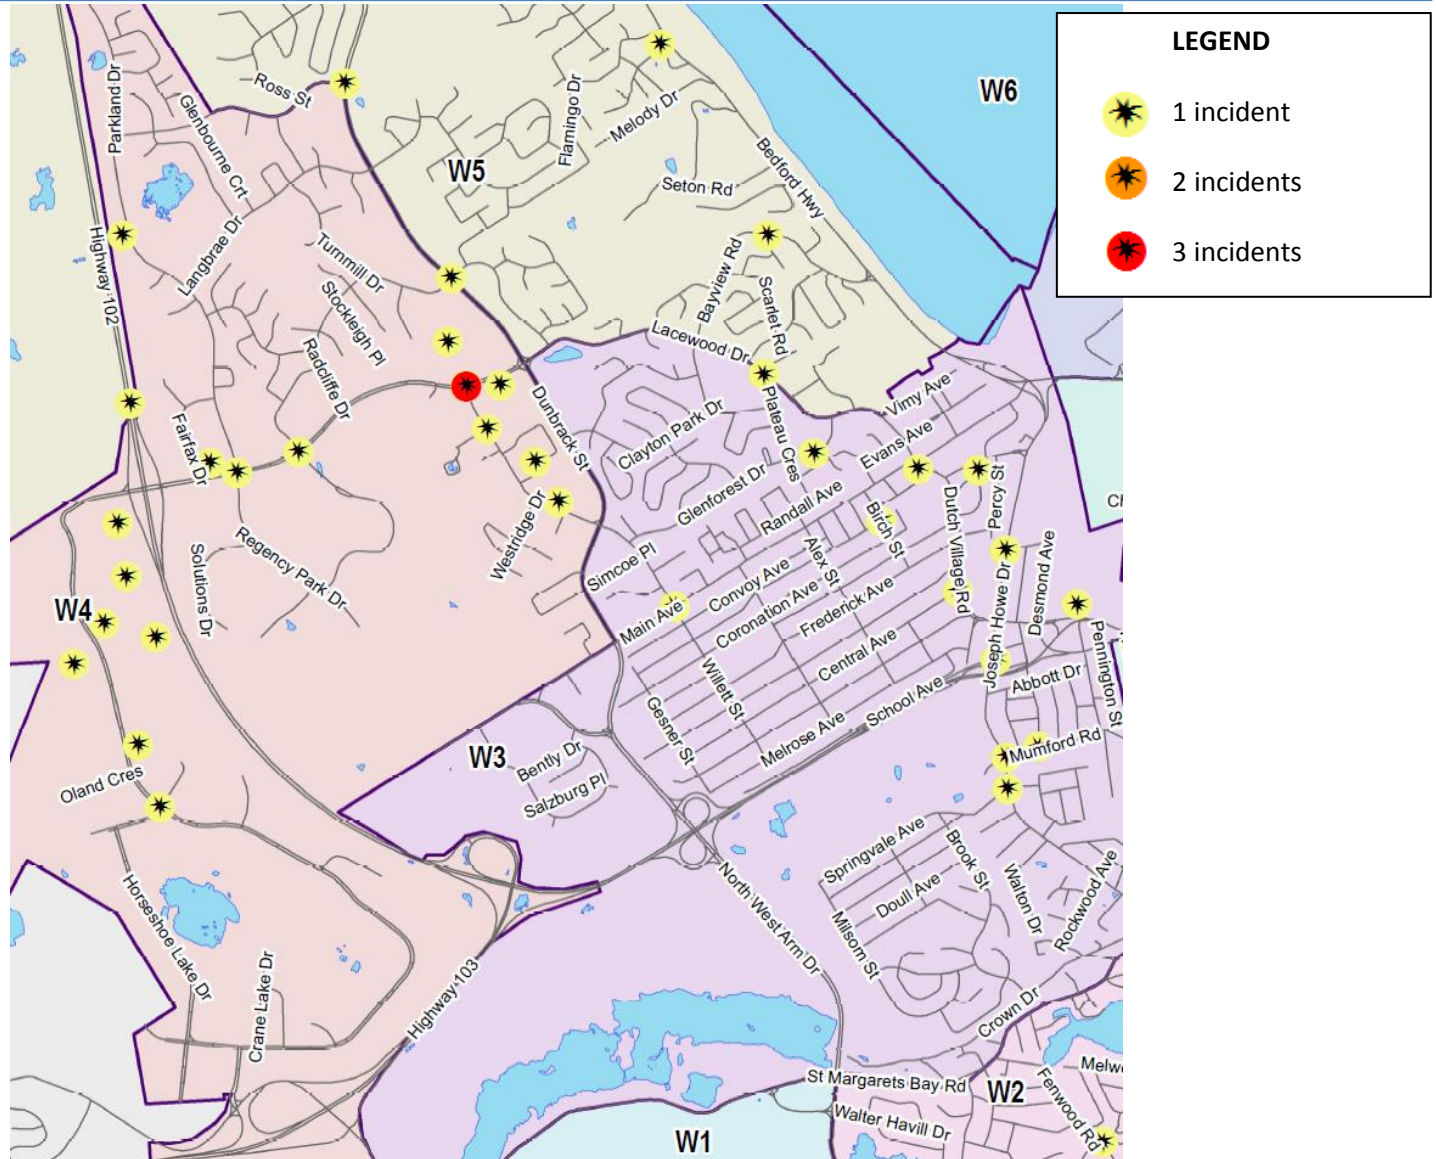 LEGEND
1 incident
2 incidents
3 incidents
W6
Ross St
Parkland Dr
Glenbourne Crt
Flamingo Dr
Melody Dr
W5
Seton Rd
Bedford Hwy
Highway 102
Langbrae Dr
Turnmill Dr
Stockleigh Pl
Bayview Rd
Scarlet Rd
Lacewood Dr
Radcliffe Dr
Dunbrack St
Plateau Cres
Vimy Ave
Clayton Park Dr
Evans Ave
Fairfax Dr
Glenforest Dr
Randall Ave
Birch St
Dutch Village Rd
Percy St
Westridge Dr
Regency Park Dr
Solutions Dr
Simcoe Pl
Alex St
Convoy Ave
Coronation Ave
Frederick Ave
Desmond Ave
Joseph Howe Dr
W4
Main Ave
Central Ave
Willett St
School Ave
Abbott Dr
Pennington St
Gesner St
Melrose Ave
Mumford Rd
W3
Bently Dr
Salzburg Pl
Oland Cres
Springvale Ave
Brook St
Doull Ave
Walton Dr
Rockwood Ave
Horseshoe Lake Dr
North West Arm Dr
Milsom St
Crane Lake Dr
Highway 103
Crown Dr
St Margarets Bay Rd
W2
Fenwood Rd
Walter Havill Dr
W1